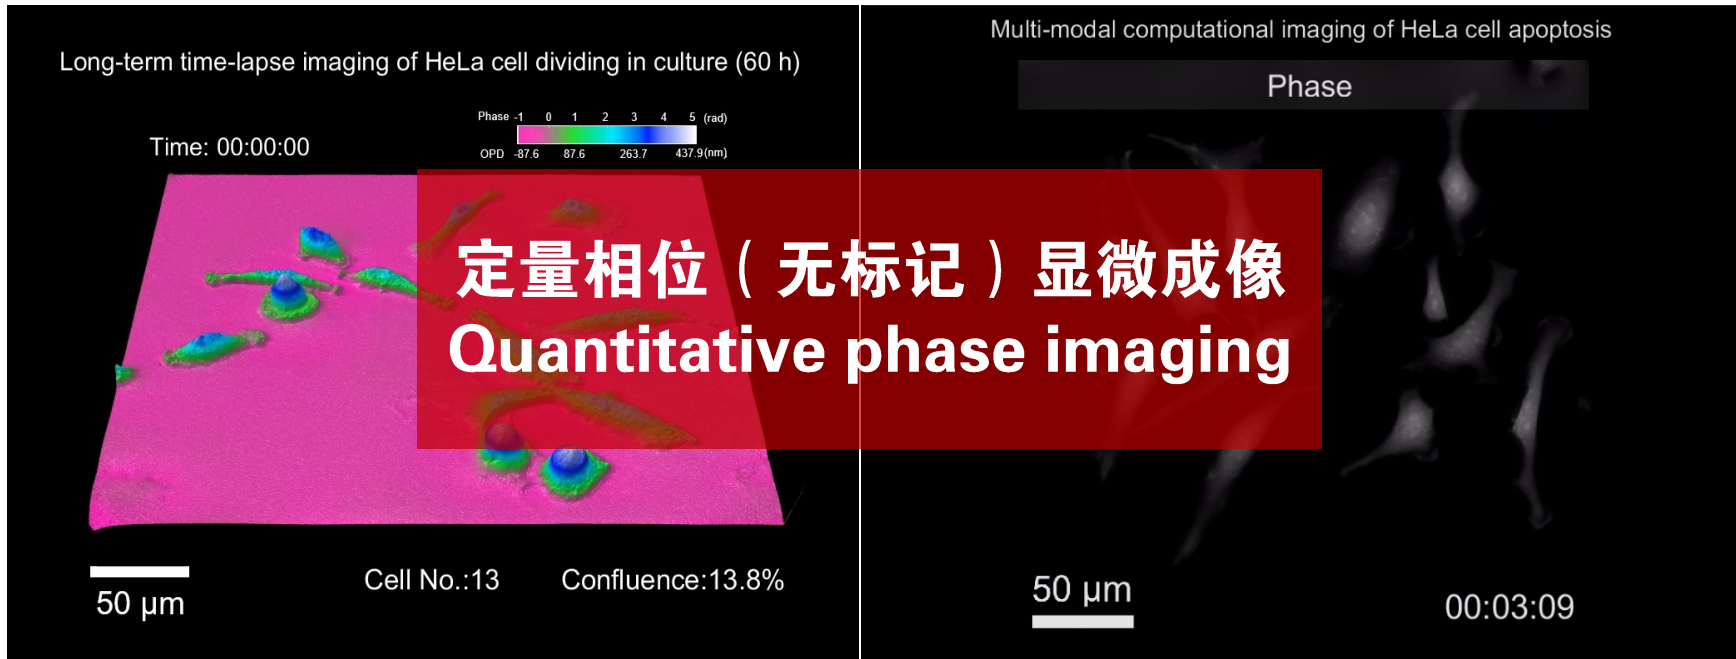 Long-term time-lapse imaging of HeLa cell dividing in culture (60 h)
Phase -1 0 1 2 3 4 5 (rad)
OPD -87.6 87.6 263.7 437.9 (nm)
Time: 00:00:00
50 μm
Cell No.:13 Confluence:13.8%
Multi-modal computational imaging of HeLa cell apoptosis
Phase
50 μm
00:03:09
定量相位（无标记）显微成像
Quantitative phase imaging